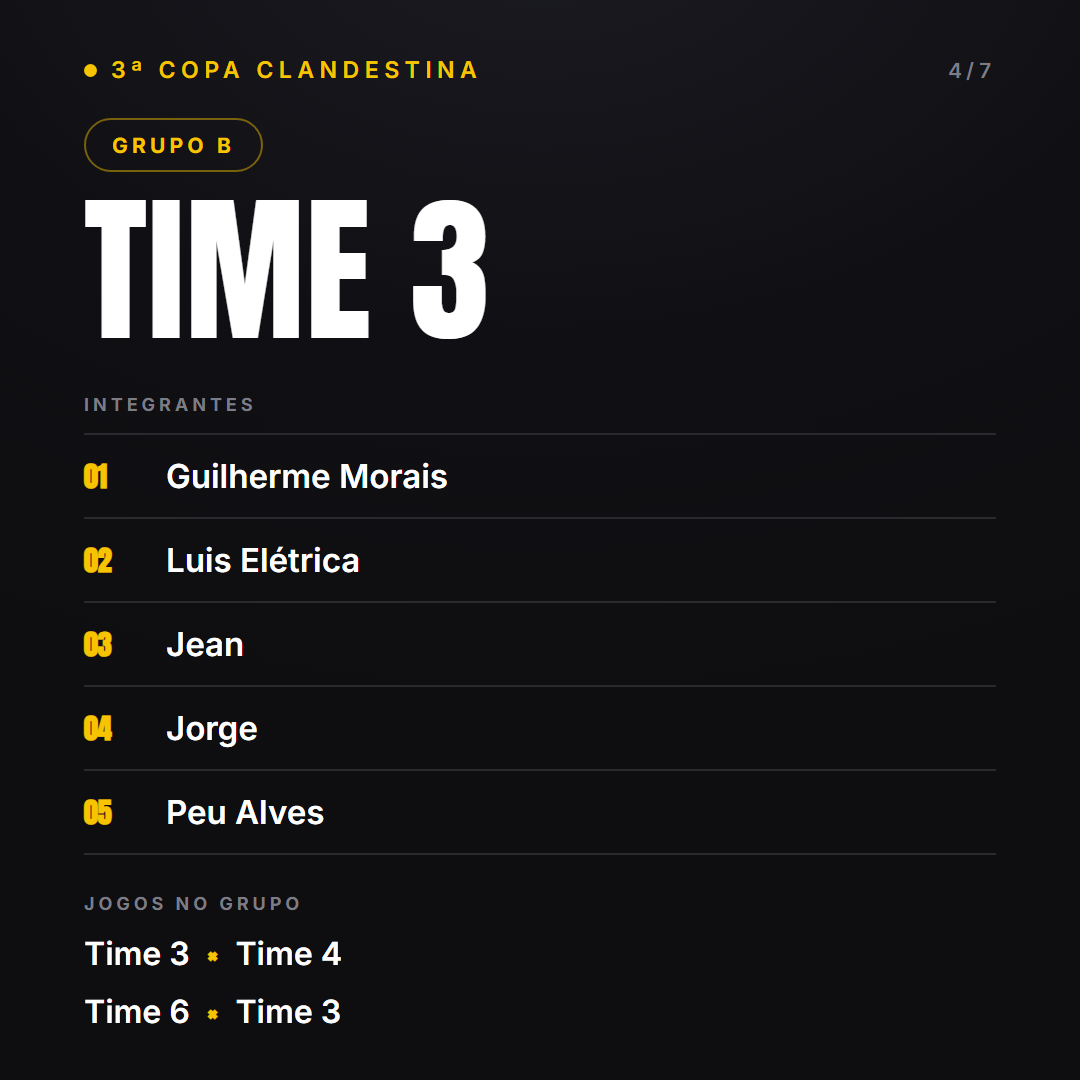 3ª COPA CLANDESTINA
4/7
GRUPO B
TIME 3
INTEGRANTES
01 Guilherme Morais
02 Luis Elétrica
03 Jean
04 Jorge
05 Peu Alves
JOGOS NO GRUPO
Time 3 × Time 4
Time 6 × Time 3